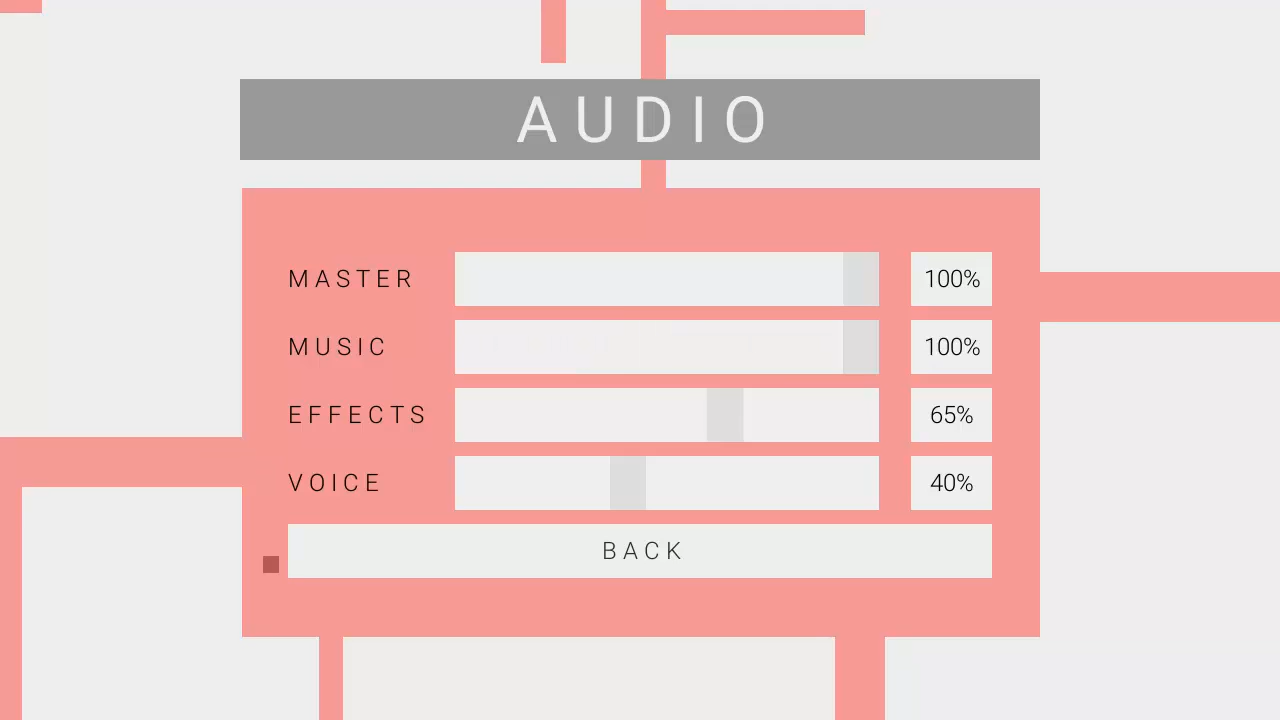 AUDIO
MASTER 100%
MUSIC 100%
EFFECTS 65%
VOICE 40%
BACK